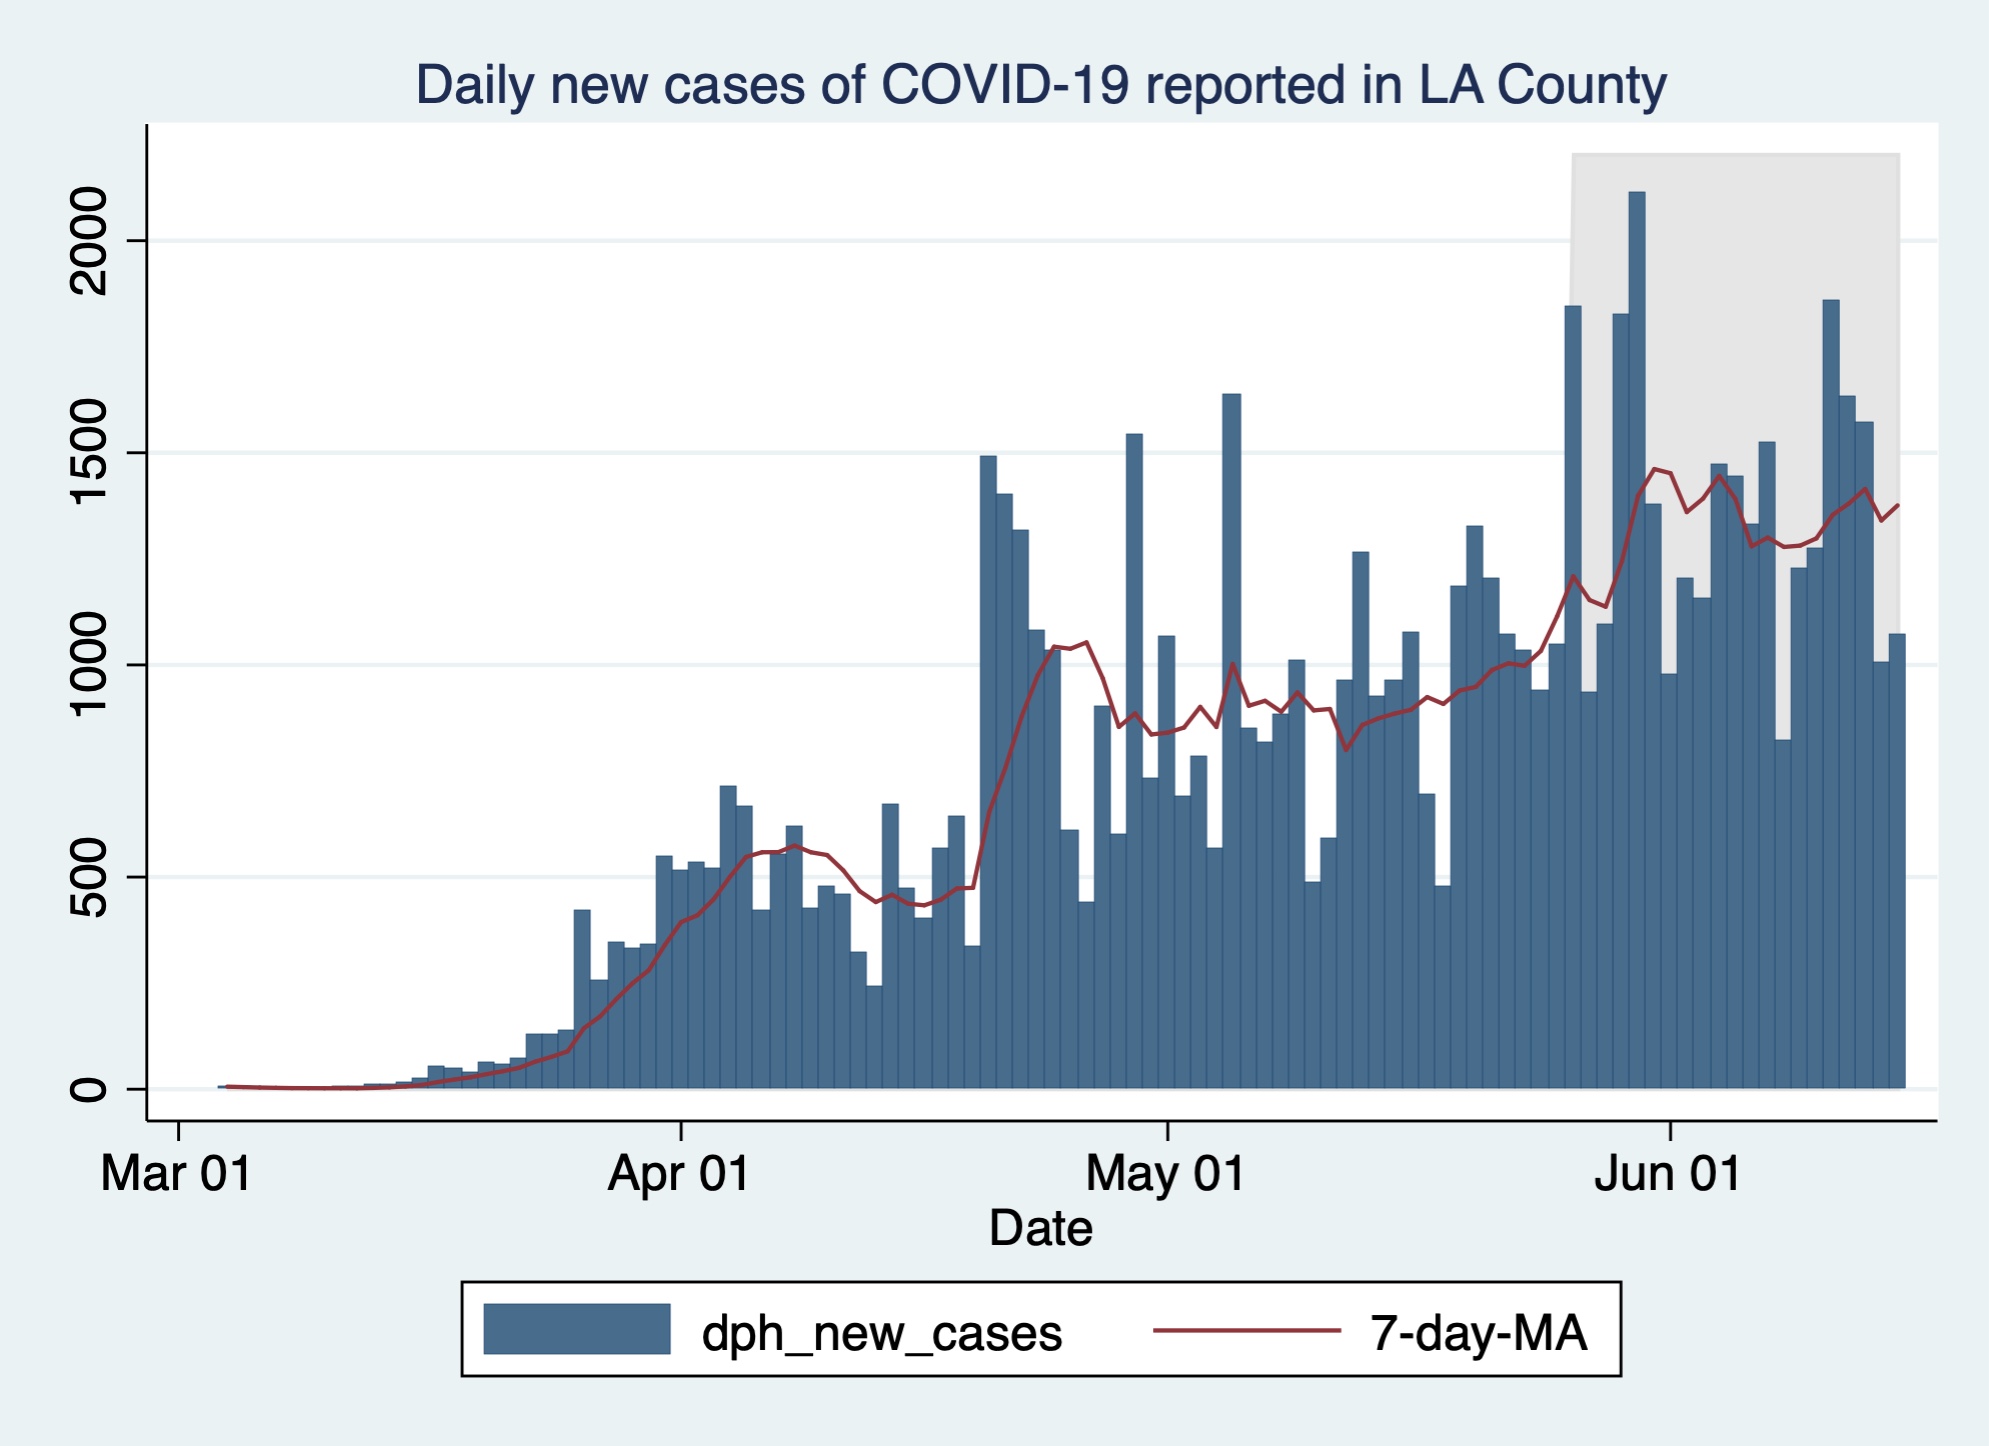 Daily new cases of COVID-19 reported in LA County
2000
1500
1000
500
0
Mar 01 Apr 01 May 01 Jun 01
Date
dph_new_cases 7-day-MA